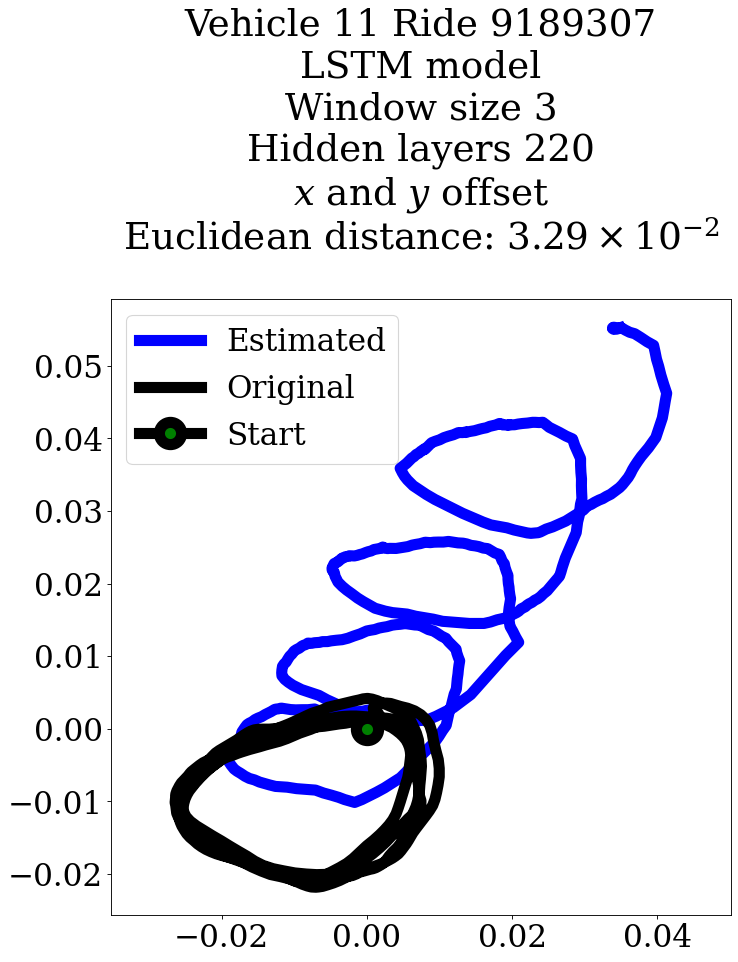 Vehicle 11 Ride 9189307
LSTM model
Window size 3
Hidden layers 220
x and y offset
Euclidean distance: 3.29 × 10⁻²
Estimated
Original
Start
0.05
0.04
0.03
0.02
0.01
0.00
−0.01
−0.02
−0.02 0.00 0.02 0.04